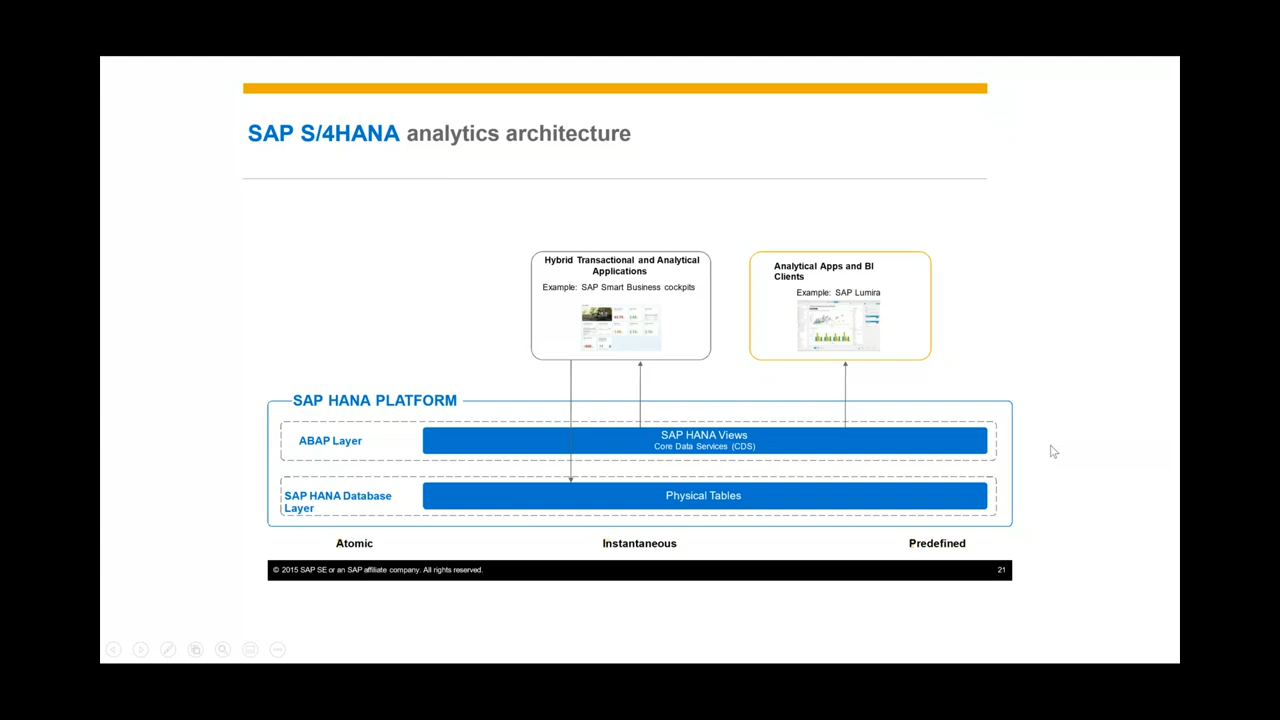 SAP S/4HANA analytics architecture
Hybrid Transactional and Analytical
Applications
Example: SAP Smart Business cockpits
Analytical Apps and BI
Clients
Example: SAP Lumira
SAP HANA PLATFORM
ABAP Layer
SAP HANA Views
Core Data Services (CDS)
SAP HANA Database
Layer
Physical Tables
Atomic
Instantaneous
Predefined
© 2015 SAP SE or an SAP affiliate company. All rights reserved.
21